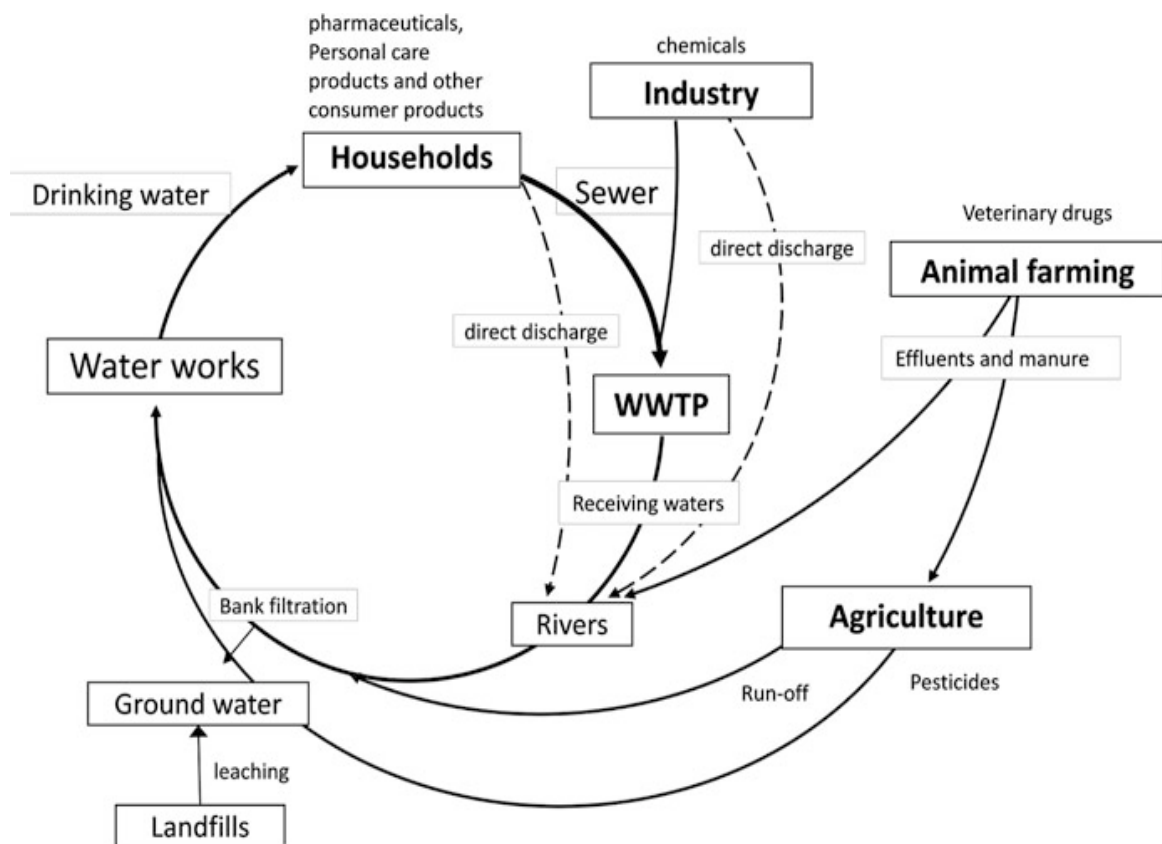 pharmaceuticals,
Personal care
products and other
consumer products
chemicals
Industry
Households
Drinking water
Sewer
Veterinary drugs
direct discharge
Animal farming
direct discharge
Water works
Effluents and manure
WWTP
Receiving waters
Bank filtration
Rivers
Agriculture
Ground water
Run-off
Pesticides
leaching
Landfills